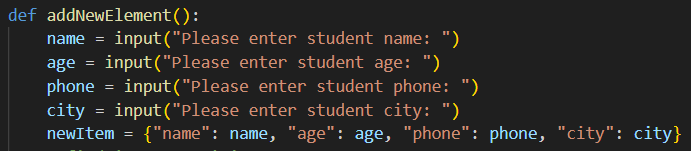 def addNewElement():
    name = input("Please enter student name: ")
    age = input("Please enter student age: ")
    phone = input("Please enter student phone: ")
    city = input("Please enter student city: ")
    newItem = {"name": name, "age": age, "phone": phone, "city": city}